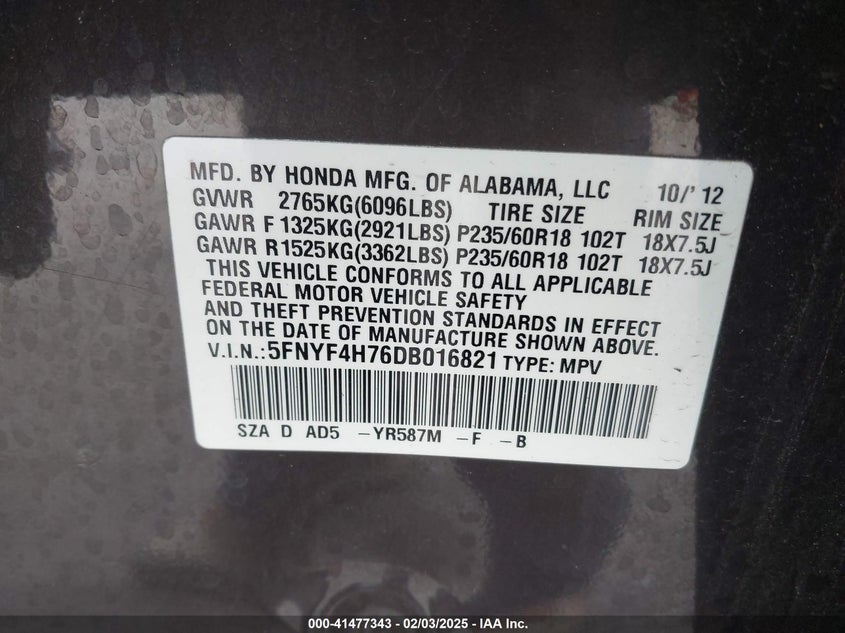 MFD. BY HONDA MFG. OF ALABAMA, LLC 10/'12
GVWR 2765KG(6096LBS) TIRE SIZE RIM SIZE
GAWR F 1325KG(2921LBS) P235/60R18 102T 18X7.5J
GAWR R1525KG(3362LBS) P235/60R18 102T 18X7.5J
THIS VEHICLE CONFORMS TO ALL APPLICABLE
FEDERAL MOTOR VEHICLE SAFETY
AND THEFT PREVENTION STANDARDS IN EFFECT
ON THE DATE OF MANUFACTURE SHOWN ABOVE.
V.I.N.:5FNYF4H76DB016821 TYPE: MPV
SZA D AD5 -YR587M -F -B
000-41477343 - 02/03/2025 - IAA Inc.